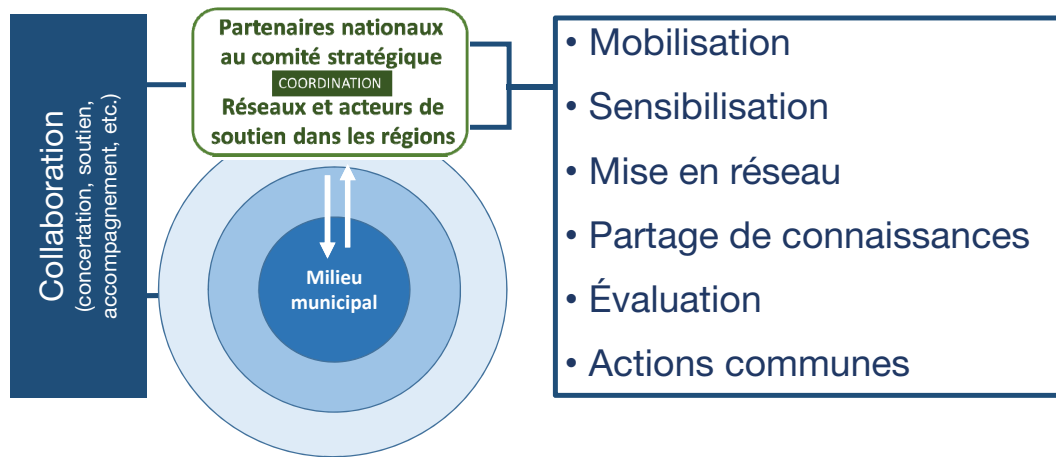 Collaboration
(concertation, soutien,
accompagnement, etc.)
Partenaires nationaux
au comité stratégique
COORDINATION
Réseaux et acteurs de
soutien dans les régions
Milieu
municipal
• Mobilisation
• Sensibilisation
• Mise en réseau
• Partage de connaissances
• Évaluation
• Actions communes